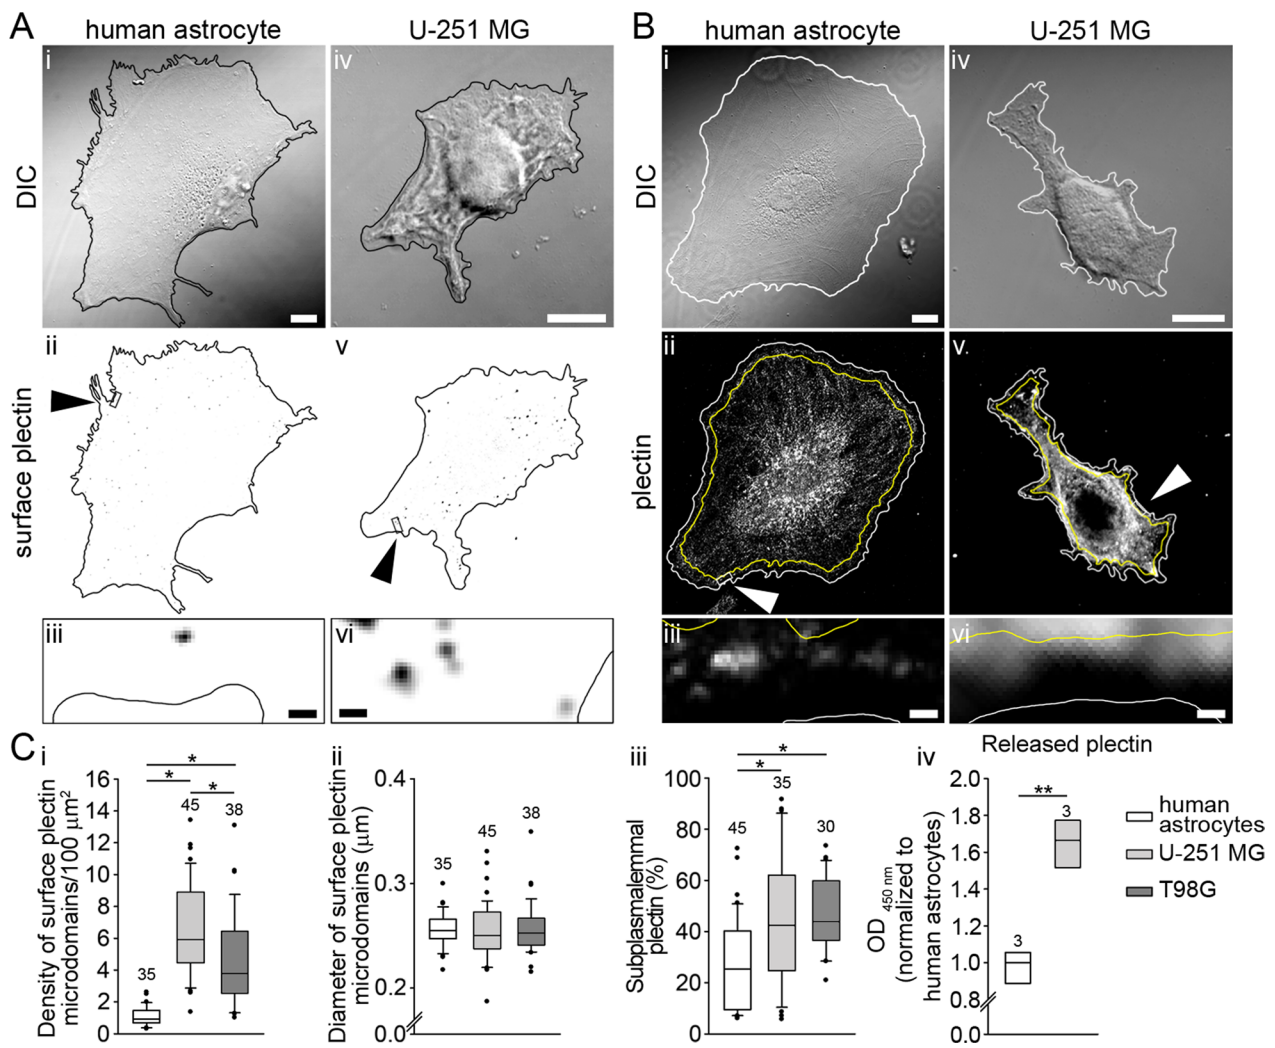 A
human astrocyte
U-251 MG
B
human astrocyte
U-251 MG
DIC
i
iv
DIC
i
iv
surface plectin
ii
v
plectin
ii
v
iii
vi
iii
vi
C
i
Density of surface plectin
microdomains/100 μm²
16
14
12
10
8
6
4
2
0
35
45
38
*
*
*
ii
Diameter of surface plectin
microdomains (μm)
0.4
0.3
0.2
0.0
35
45
38
iii
Subpsalmalemmal
plectin (%)
100
80
60
40
20
0
45
35
30
*
*
iv
Released plectin
OD 450 nm
(normalized to
human astrocytes)
2.0
1.8
1.6
1.4
1.2
1.0
0.8
0.0
3
3
**
human
astrocytes
U-251 MG
T98G